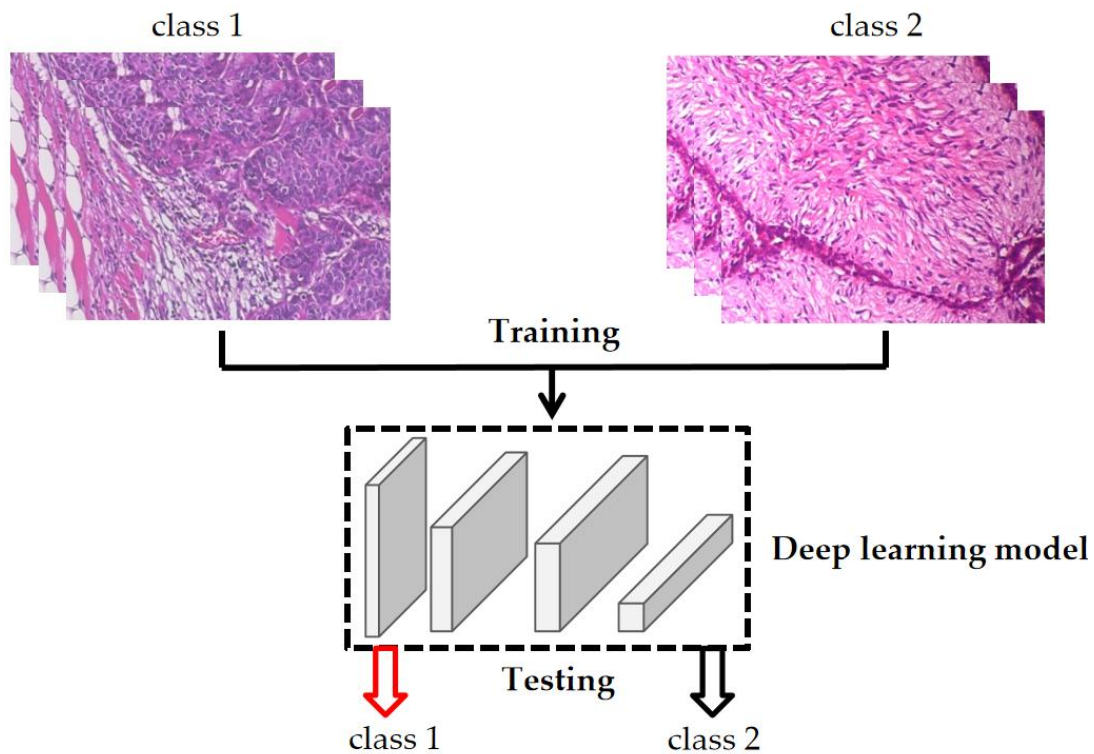 class 1
class 2
Training
Deep learning model
Testing
class 1
class 2